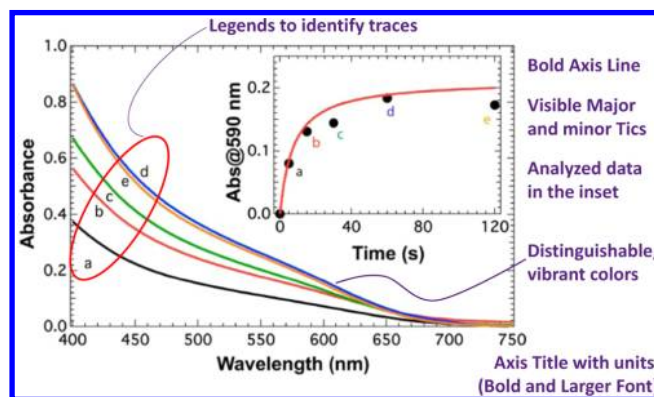 Legends to identify traces
1.0
0.8
0.6
0.4
0.2
0.0
Absorbance
400
450
500
550
600
650
700
750
Wavelength (nm)
a
b
c
e
d
0.2
0.1
0.0
Abs@590 nm
0
40
80
120
Time (s)
a
b
c
d
e
Bold Axis Line
Visible Major
and minor Tics
Analyzed data
in the inset
Distinguishable,
vibrant colors
Axis Title with units
(Bold and Larger Font)